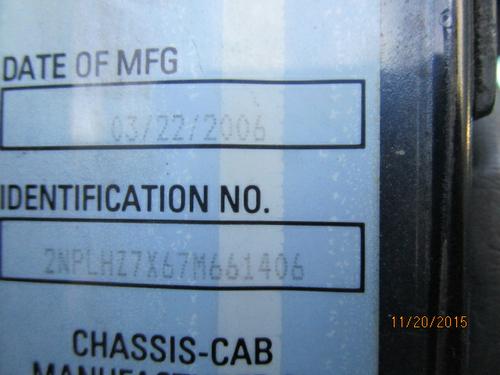 DATE OF MFG
03/22/2006
IDENTIFICATION NO.
2NPLHZ7X67M661406
CHASSIS-CAB
11/20/2015